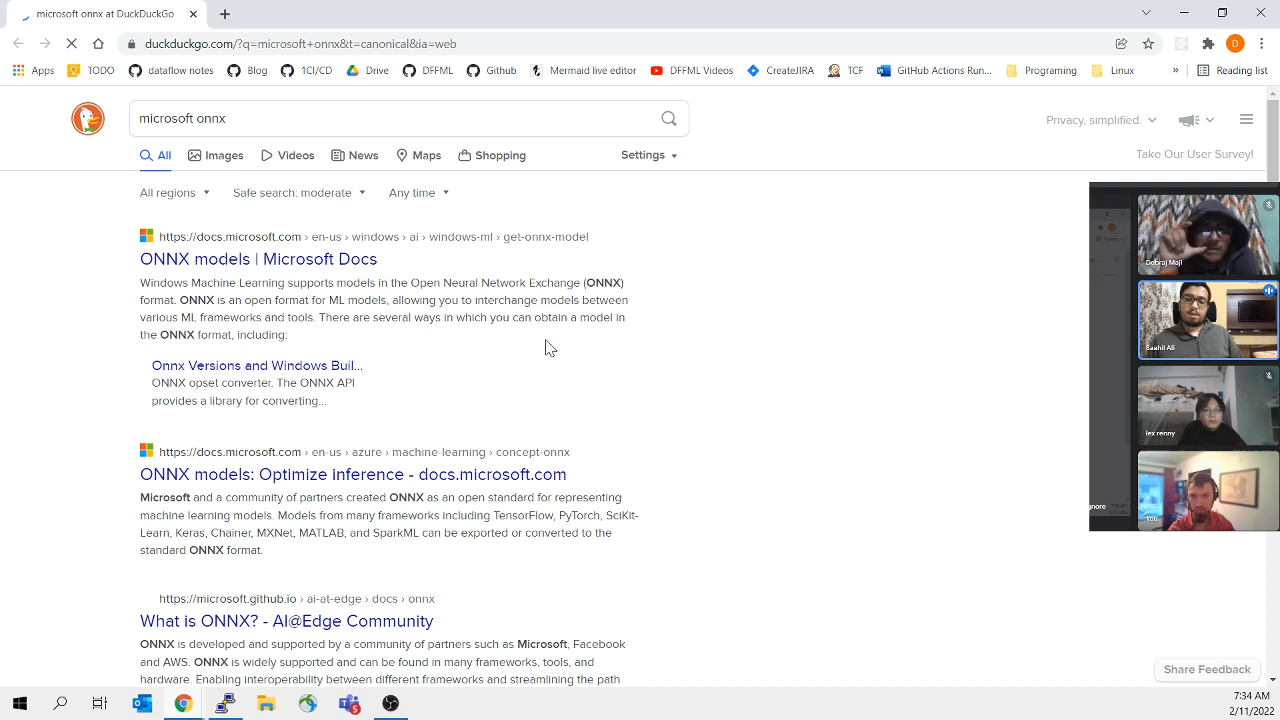 microsoft onnx at DuckDuckGo
duckduckgo.com/?q=microsoft+onnx&t=canonical&ia=web
Apps
TODO
dataflow notes
Blog
1CI/CD
Drive
DFFML
Github
Mermaid live editor
DFFML Videos
CreateJIRA
TCF
GitHub Actions Run...
Programing
Linux
»
Reading list
microsoft onnx
Privacy, simplified.
All
Images
Videos
News
Maps
Shopping
Settings
Take Our User Survey!
All regions
Safe search: moderate
Any time
https://docs.microsoft.com › en-us › windows › ai › windows-ml › get-onnx-model
ONNX models | Microsoft Docs
Windows Machine Learning supports models in the Open Neural Network Exchange (ONNX)
format. ONNX is an open format for ML models, allowing you to interchange models between
various ML frameworks and tools. There are several ways in which you can obtain a model in
the ONNX format, including:
Onnx Versions and Windows Buil...
ONNX opset converter. The ONNX API
provides a library for converting...
https://docs.microsoft.com › en-us › azure › machine-learning › concept-onnx
ONNX models: Optimize inference - docs.microsoft.com
Microsoft and a community of partners created ONNX as an open standard for representing
machine learning models. Models from many frameworks including TensorFlow, PyTorch, SciKit-
Learn, Keras, Chainer, MXNet, MATLAB, and SparkML can be exported or converted to the
standard ONNX format.
https://microsoft.github.io › ai-at-edge › docs › onnx
What is ONNX? - AI@Edge Community
ONNX is developed and supported by a community of partners such as Microsoft, Facebook
and AWS. ONNX is widely supported and can be found in many frameworks, tools, and
hardware. Enabling interoperability between different frameworks and streamlining the path
Debraj Maji
Saahil Ali
lex renny
You
Share Feedback
7:34 AM
2/11/2022